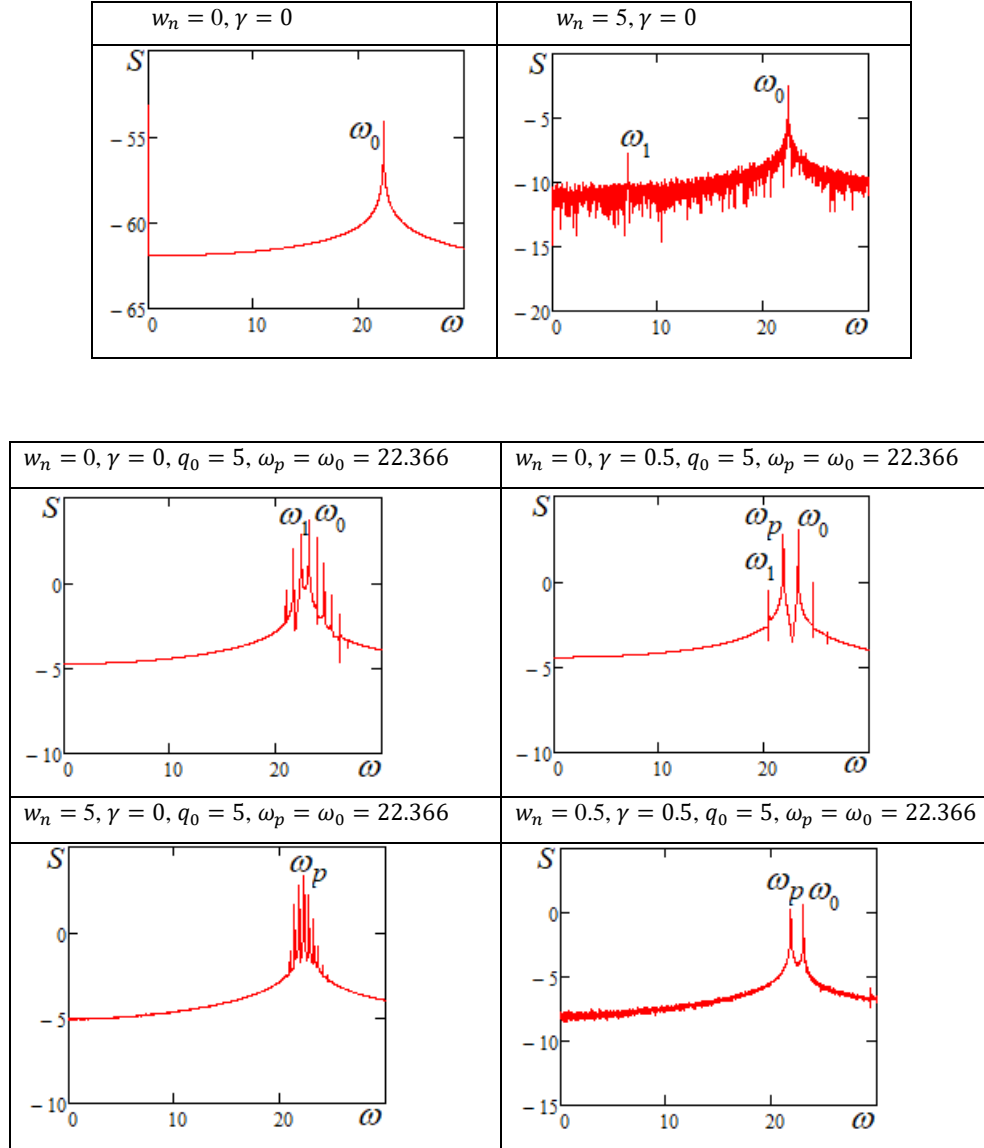 w_n = 0, γ = 0
w_n = 5, γ = 0
S
−55
−60
−65
ω_0
0 10 20 ω
S
−5
−10
−15
−20
ω_1
ω_0
0 10 20 ω
w_n = 0, γ = 0, q_0 = 5, ω_p = ω_0 = 22.366
w_n = 0, γ = 0.5, q_0 = 5, ω_p = ω_0 = 22.366
S
0
−5
−10
ω_1 ω_0
0 10 20 ω
S
0
−5
−10
ω_p ω_0
ω_1
0 10 20 ω
w_n = 5, γ = 0, q_0 = 5, ω_p = ω_0 = 22.366
w_n = 0.5, γ = 0.5, q_0 = 5, ω_p = ω_0 = 22.366
S
0
−5
−10
ω_p
0 10 20 ω
S
0
−5
−10
−15
ω_p ω_0
0 10 20 ω